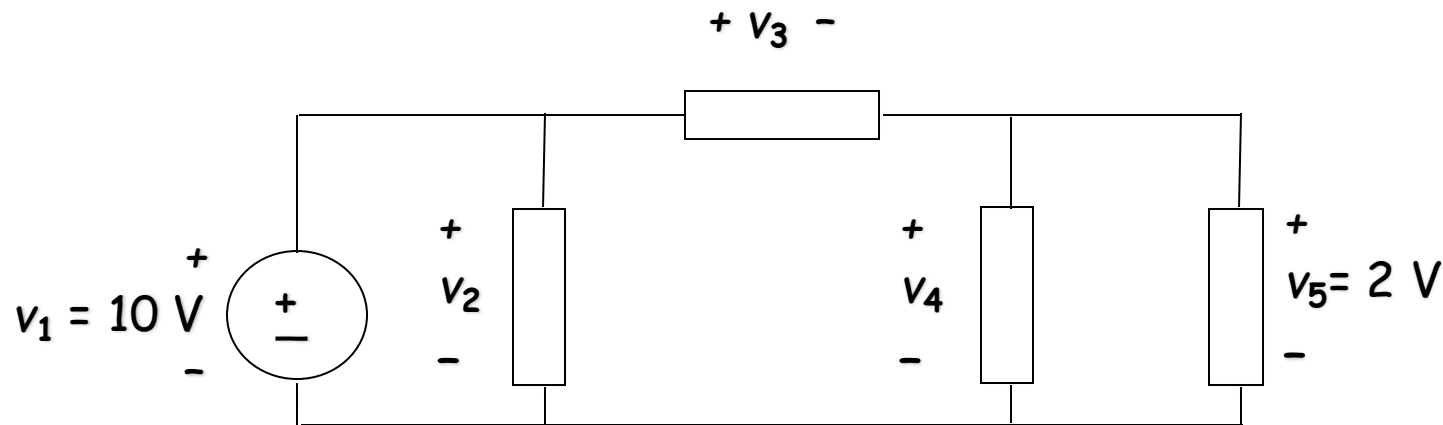 + v₃ -
+
v₁ = 10 V
-
+
–
+
v₂
-
+
v₄
-
+
v₅= 2 V
-